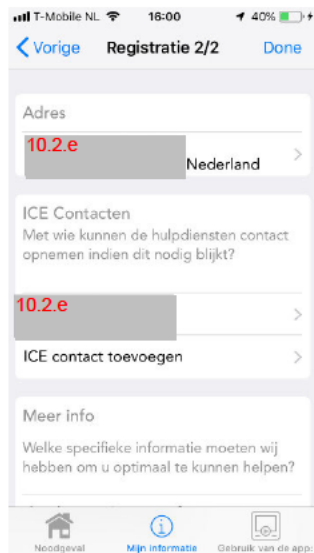 T-Mobile NL 16:00 40%
Vorige Registratie 2/2 Done
Adres
10.2.e
Nederland
ICE Contacten
Met wie kunnen de hulpdiensten contact
opnemen indien dit nodig blijkt?
10.2.e
ICE contact toevoegen
Meer info
Welke specifieke informatie moeten wij
hebben om u optimaal te kunnen helpen?
Noodgeval Mijn informatie Gebruik van de app